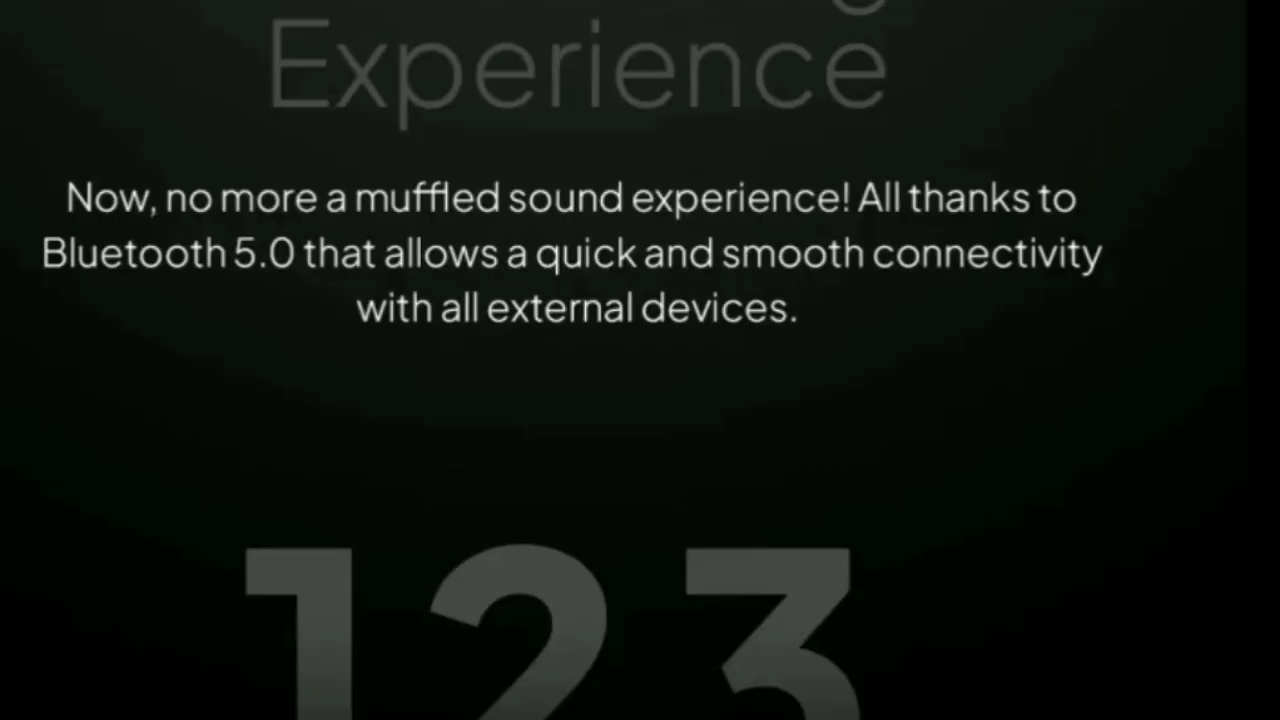 Experience
Now, no more a muffled sound experience! All thanks to
Bluetooth 5.0 that allows a quick and smooth connectivity
with all external devices.
123